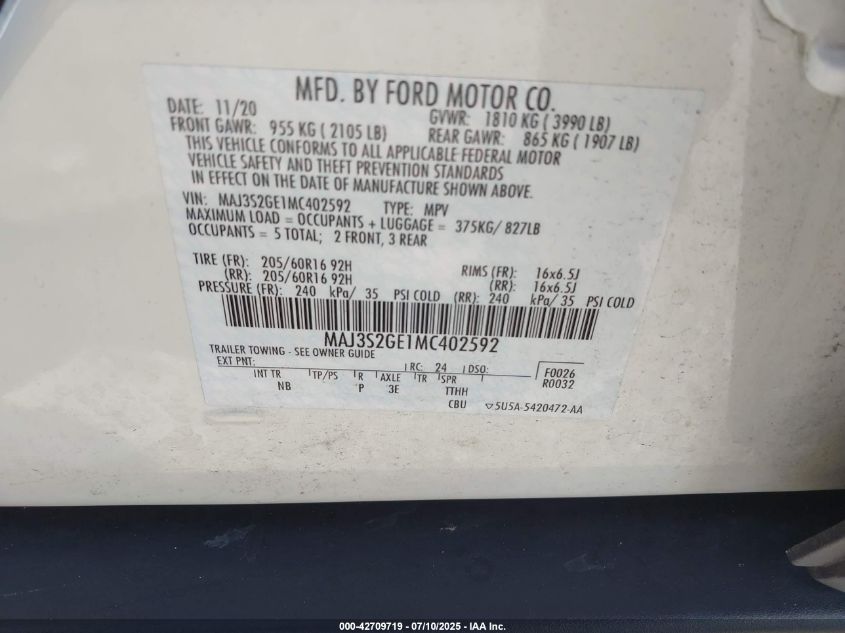 MFD. BY FORD MOTOR CO.
DATE: 11/20 GVWR: 1810 KG ( 3990 LB)
FRONT GAWR: 955 KG ( 2105 LB) REAR GAWR: 865 KG ( 1907 LB)
THIS VEHICLE CONFORMS TO ALL APPLICABLE FEDERAL MOTOR
VEHICLE SAFETY AND THEFT PREVENTION STANDARDS
IN EFFECT ON THE DATE OF MANUFACTURE SHOWN ABOVE.
VIN: MAJ3S2GE1MC402592 TYPE: MPV
MAXIMUM LOAD = OCCUPANTS + LUGGAGE = 375KG/ 827LB
OCCUPANTS = 5 TOTAL; 2 FRONT, 3 REAR
TIRE (FR): 205/60R16 92H RIMS (FR): 16x6.5J
(RR): 205/60R16 92H (RR): 16x6.5J
PRESSURE (FR): 240 kPa/ 35 PSI COLD (RR): 240 kPa/ 35 PSI COLD
MAJ3S2GE1MC402592
TRAILER TOWING - SEE OWNER GUIDE
EXT PNT: RC: 24 DSO: F0026
INT TR TP/PS R AXLE TR SPR R0032
NB P 3E TTHH
CBU 5U5A-5420472-AA
000-42709719 - 07/10/2025 - IAA Inc.